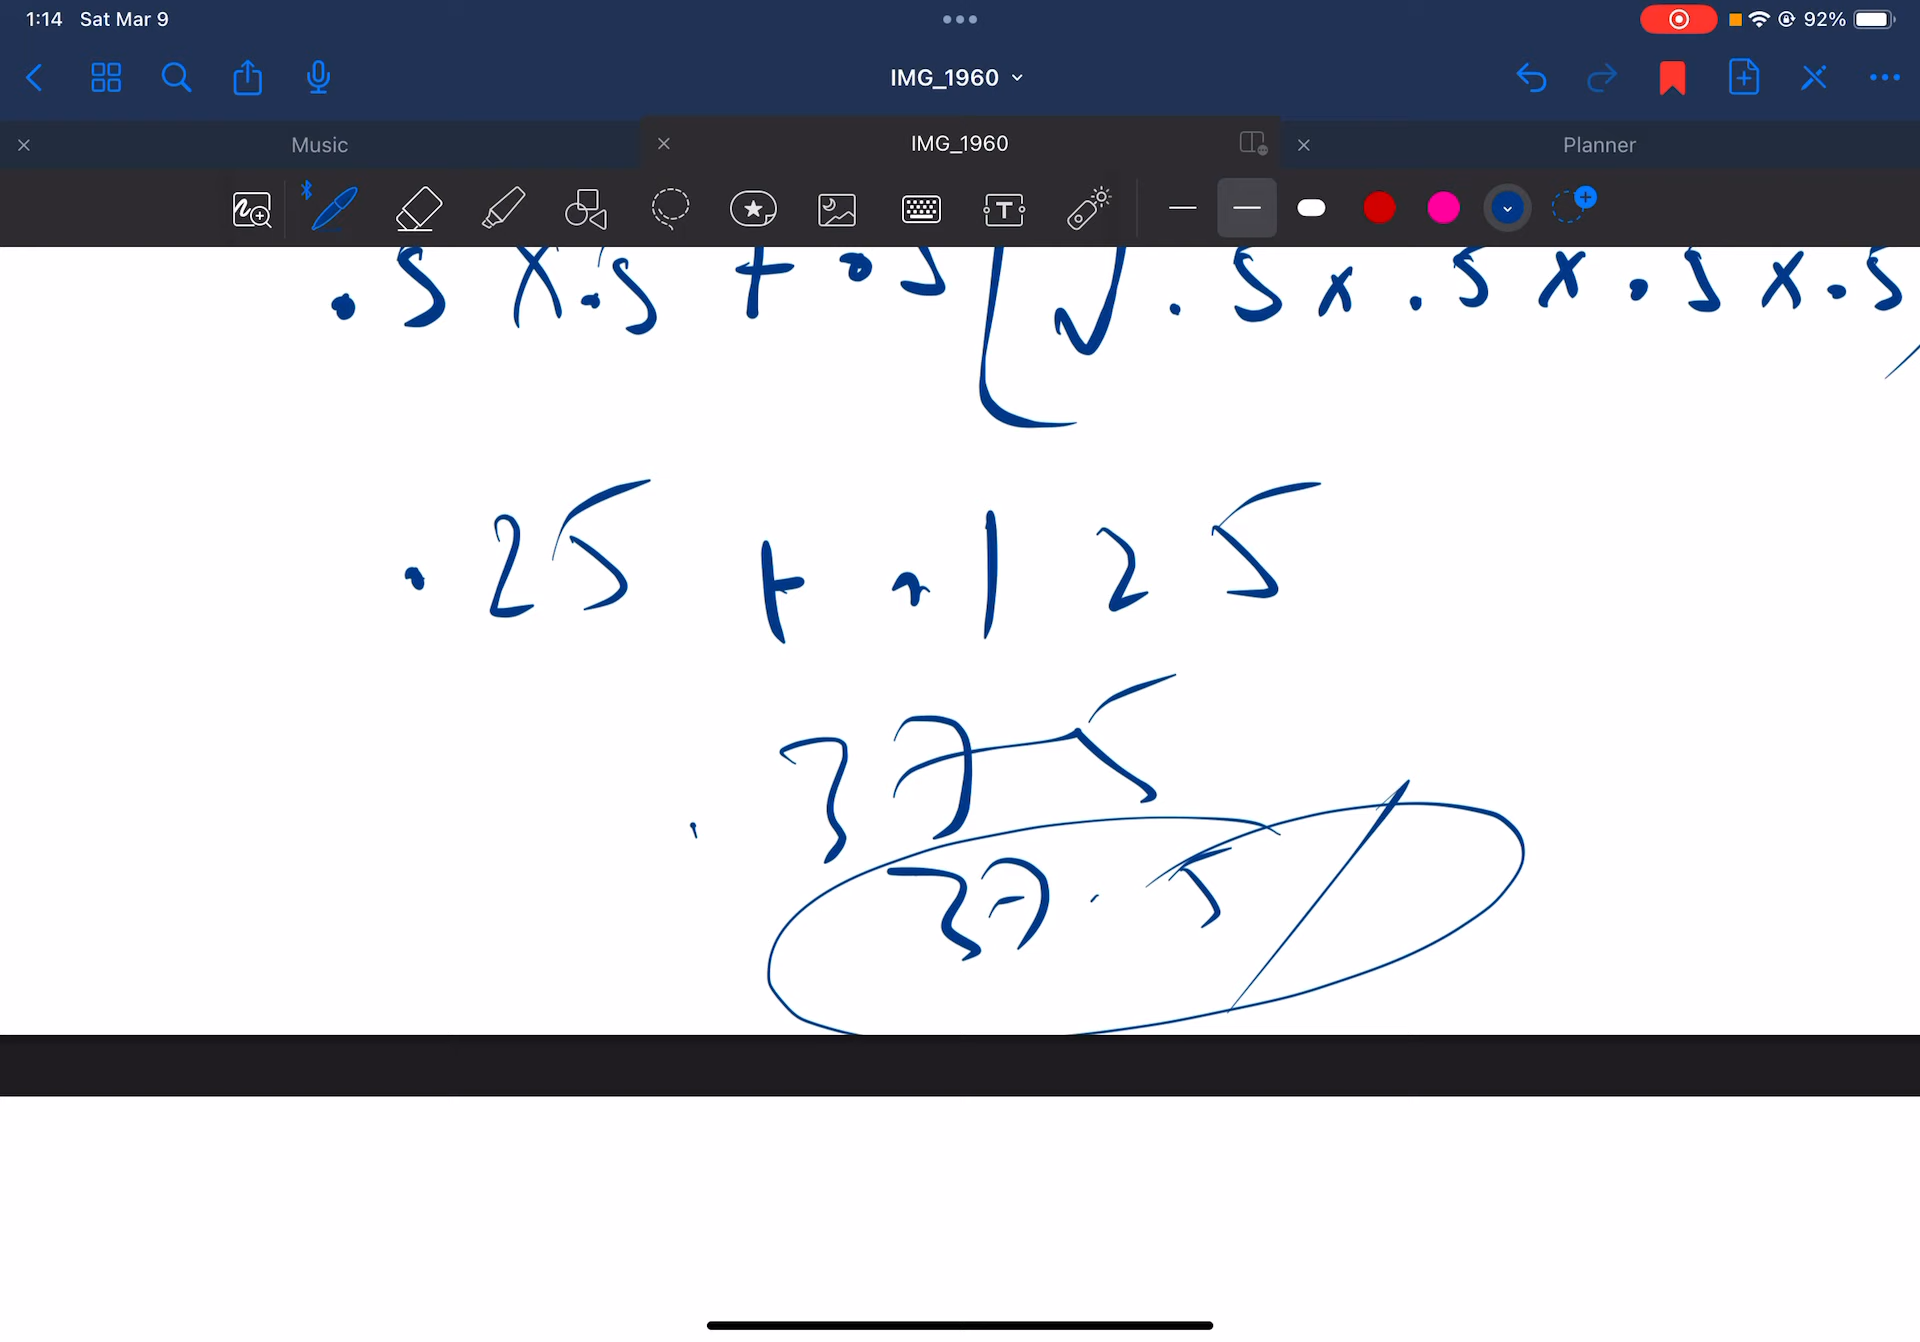 1:14 Sat Mar 9
92%
IMG_1960
Music
IMG_1960
Planner
T
.5 x .5 + .5 [√.5 x .5 x .5 x .5
.25 + .125
.375
37.5